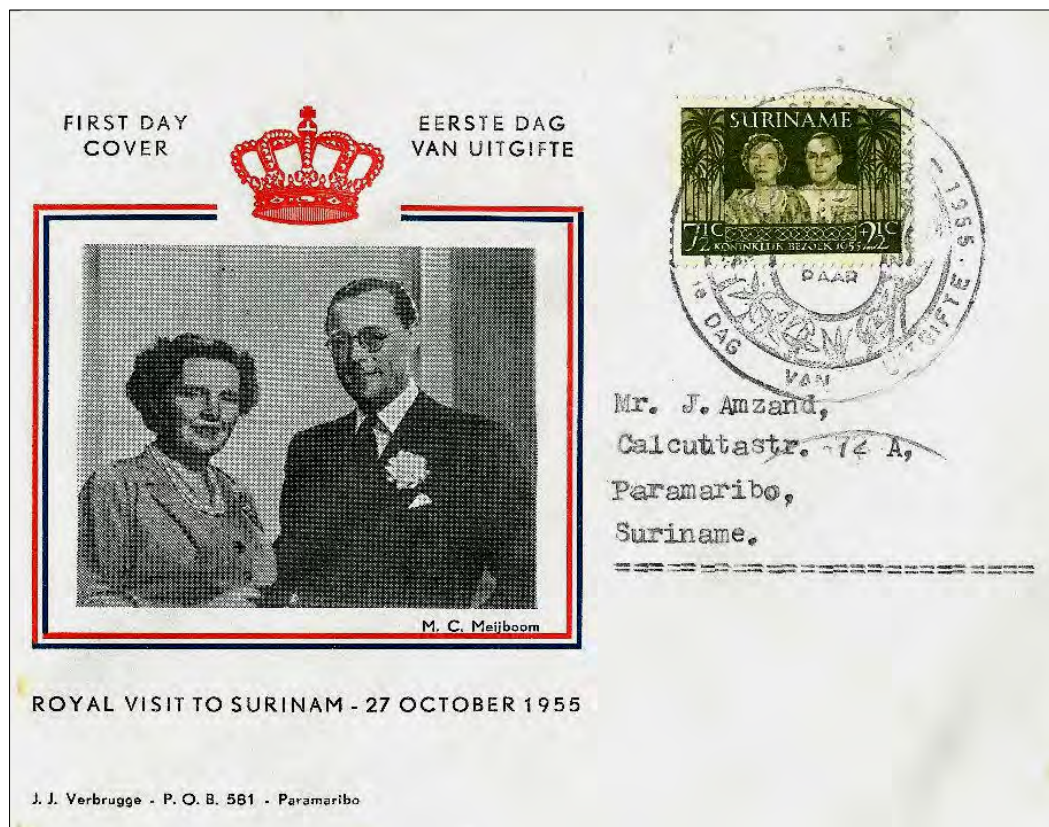 FIRST DAY
COVER
EERSTE DAG
VAN UITGIFTE
SURINAME
7½C
+2½C
KONINKLIJK BEZOEK 1955
PAAR
1e DAG VAN UITGIFTE · 1955
Mr. J. Amzand,
Calcuttastr. A,
Paramaribo,
Suriname.
=========================
M. C. Meijboom
ROYAL VISIT TO SURINAM - 27 OCTOBER 1955
J. J. Verbrugge - P. O. B. 581 - Paramaribo